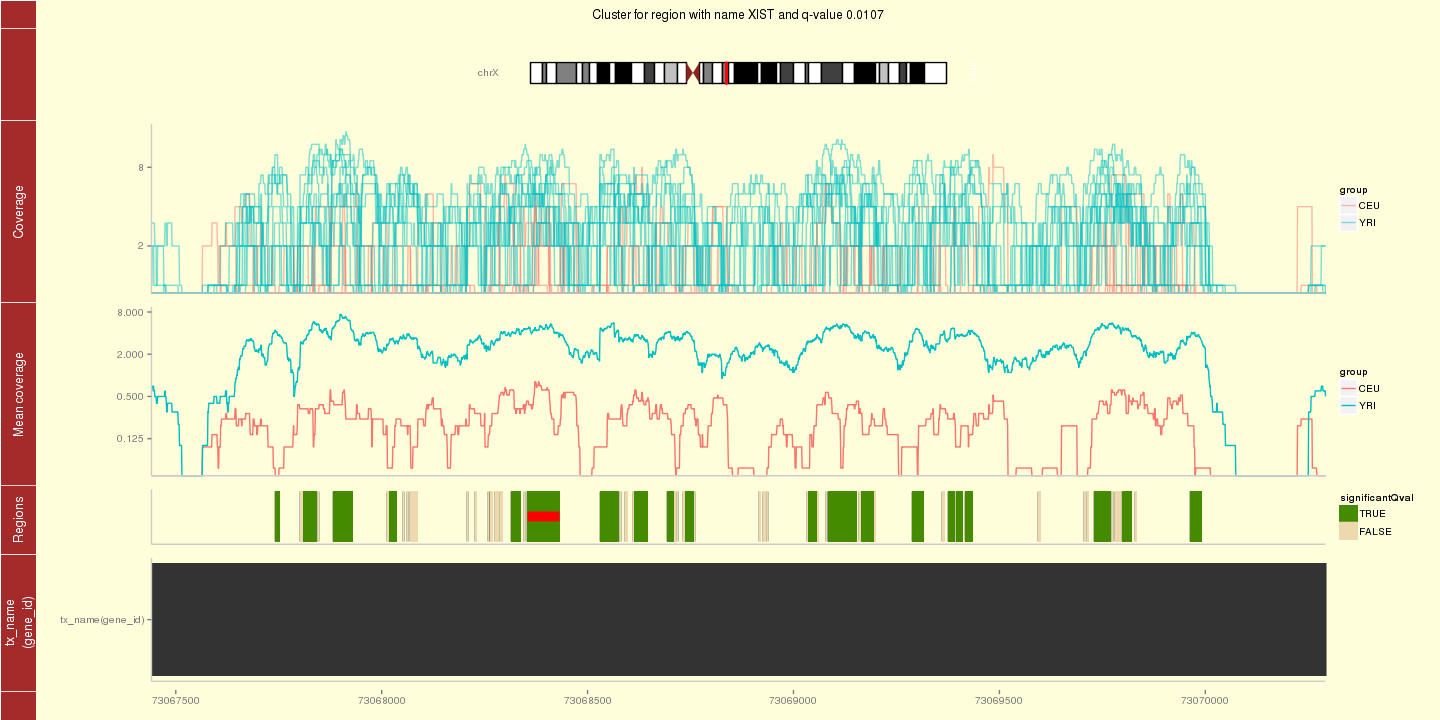 Cluster for region with name XIST and q-value 0.0107
chrX
Coverage
8
2
group
CEU
YRI
Mean coverage
8.000
2.000
0.500
0.125
group
CEU
YRI
Regions
significantQval
TRUE
FALSE
tx_name
(gene_id)
tx_name(gene_id)
73067500
73068000
73068500
73069000
73069500
73070000